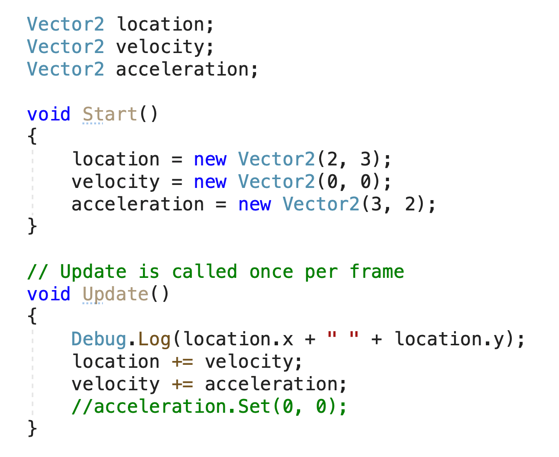 Vector2 location;
Vector2 velocity;
Vector2 acceleration;
void Start()
{
location = new Vector2(2, 3);
velocity = new Vector2(0, 0);
acceleration = new Vector2(3, 2);
}
// Update is called once per frame
void Update()
{
Debug.Log(location.x + " " + location.y);
location += velocity;
velocity += acceleration;
//acceleration.Set(0, 0);
}